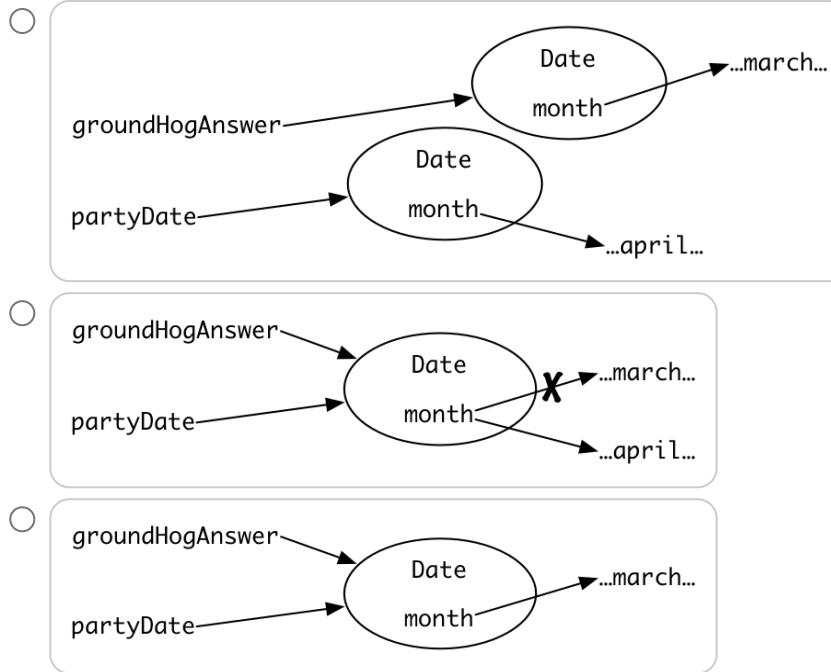 Date
month
…march…
groundHogAnswer
Date
month
partyDate
…april…
groundHogAnswer
Date
…march…
month
partyDate
…april…
groundHogAnswer
Date
…march…
month
partyDate